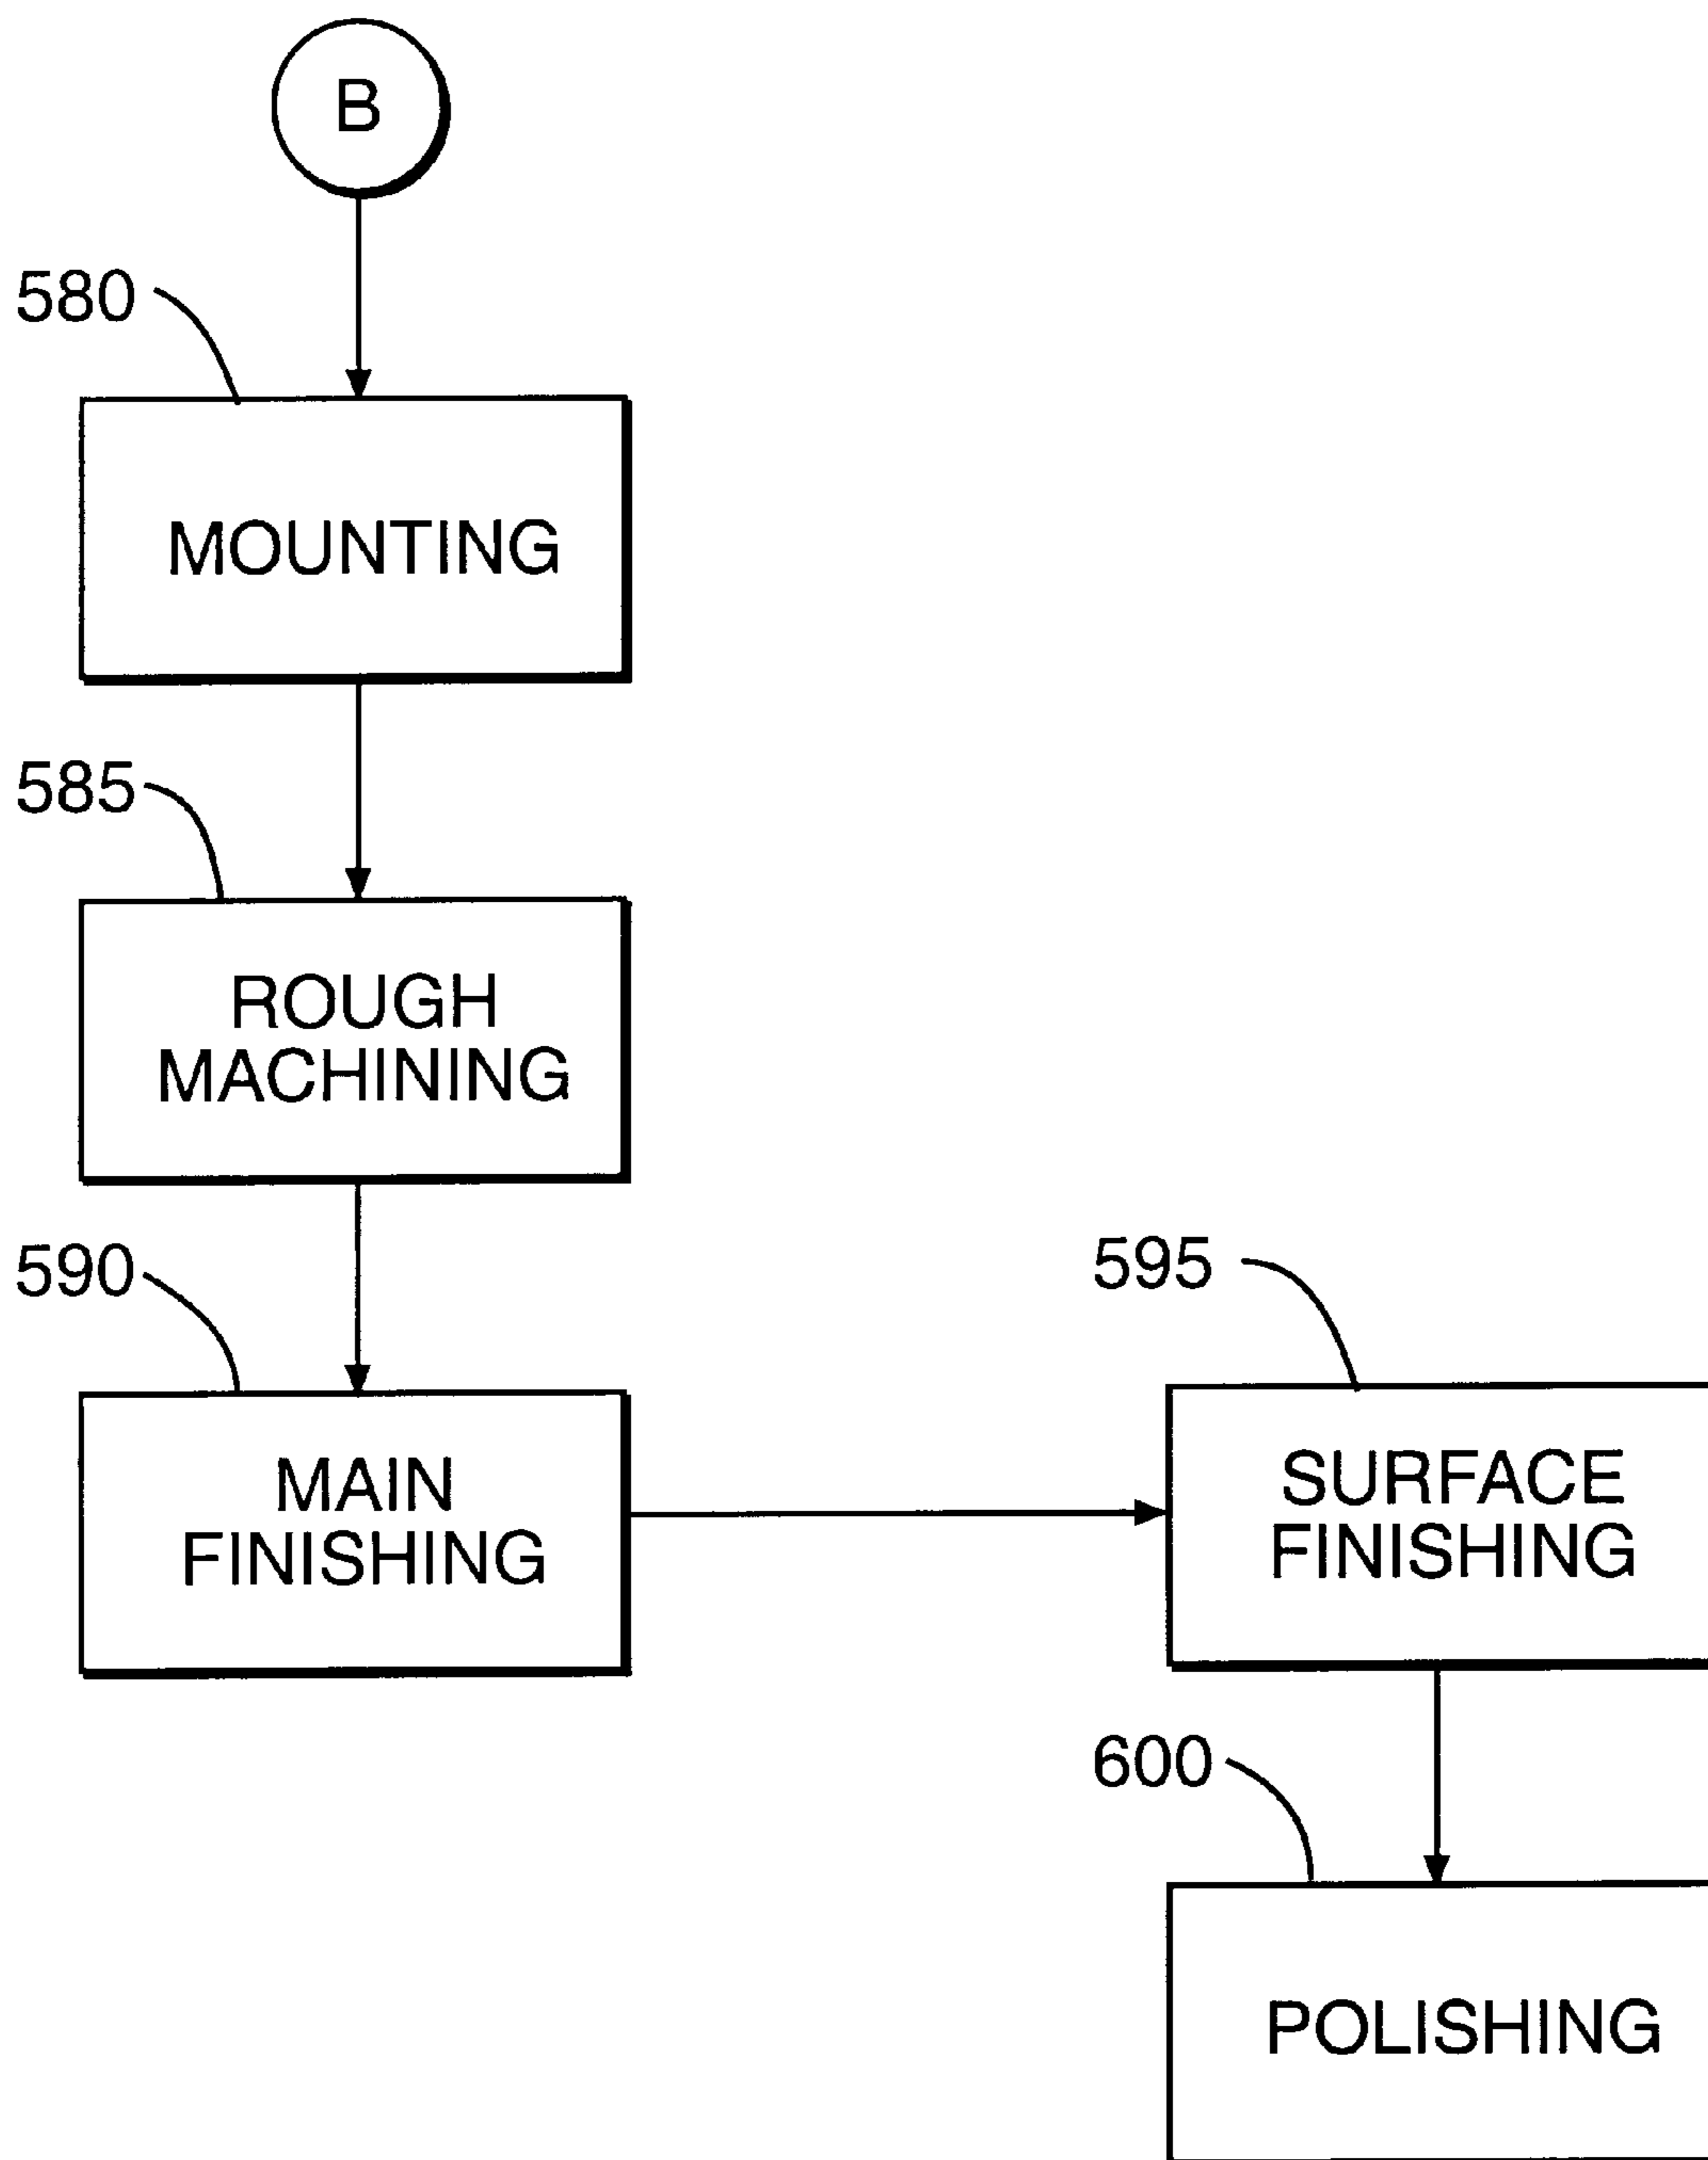 B
580
MOUNTING
585
ROUGH
MACHINING
590
MAIN
FINISHING
595
SURFACE
FINISHING
600
POLISHING